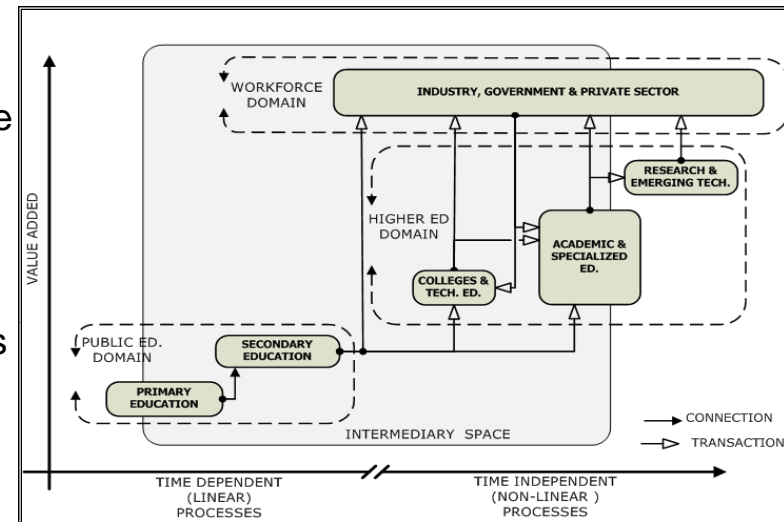 e
s
VALUE ADDED
WORKFORCE
DOMAIN
INDUSTRY, GOVERNMENT & PRIVATE SECTOR
RESEARCH &
EMERGING TECH.
HIGHER ED
DOMAIN
ACADEMIC &
SPECIALIZED
ED.
COLLEGES &
TECH. ED.
PUBLIC ED.
DOMAIN
SECONDARY
EDUCATION
PRIMARY
EDUCATION
INTERMEDIARY SPACE
CONNECTION
TRANSACTION
TIME DEPENDENT
(LINEAR)
PROCESSES
TIME INDEPENDENT
(NON-LINEAR )
PROCESSES